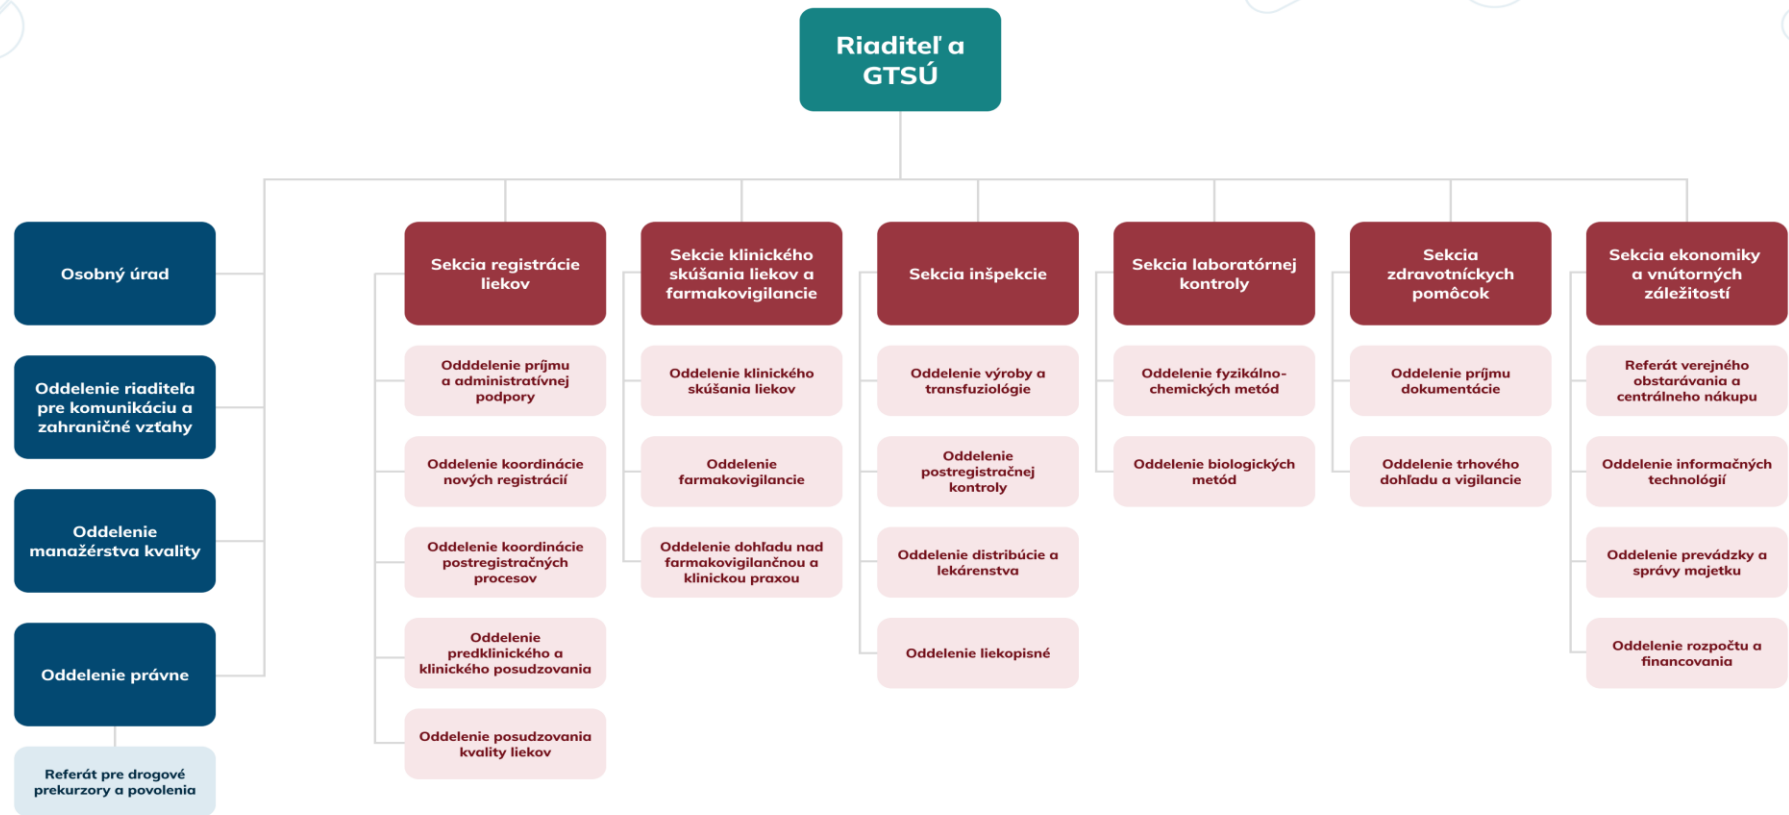 Riaditeľ a
GTSÚ
Osobný úrad
Oddelenie riaditeľa
pre komunikáciu a
zahraničné vzťahy
Oddelenie
manažérstva kvality
Oddelenie právne
Referát pre drogové
prekurzory a povolenia
Sekcia registrácie
liekov
Odddelenie príjmu
a administratívnej
podpory
Oddelenie koordinácie
nových registrácií
Oddelenie koordinácie
postregistračných
procesov
Oddelenie
predklinického a
klinického posudzovania
Oddelenie posudzovania
kvality liekov
Sekcie klinického
skúšania liekov a
farmakovigilancie
Oddelenie klinického
skúšania liekov
Oddelenie
farmakovigilancie
Oddelenie dohľadu nad
farmakovigilančnou a
klinickou praxou
Sekcia inšpekcie
Oddelenie výroby a
transfuziológie
Oddelenie
postregistračnej
kontroly
Oddelenie distribúcie a
lekárenstva
Oddelenie liekopisné
Sekcia laboratórnej
kontroly
Oddelenie fyzikálno-
chemických metód
Oddelenie biologických
metód
Sekcia
zdravotníckych
pomôcok
Oddelenie príjmu
dokumentácie
Oddelenie trhového
dohľadu a vigilancie
Sekcia ekonomiky
a vnútorných
záležitostí
Referát verejného
obstarávania a
centrálneho nákupu
Oddelenie informačných
technológií
Oddelenie prevádzky a
správy majetku
Oddelenie rozpočtu a
financovania